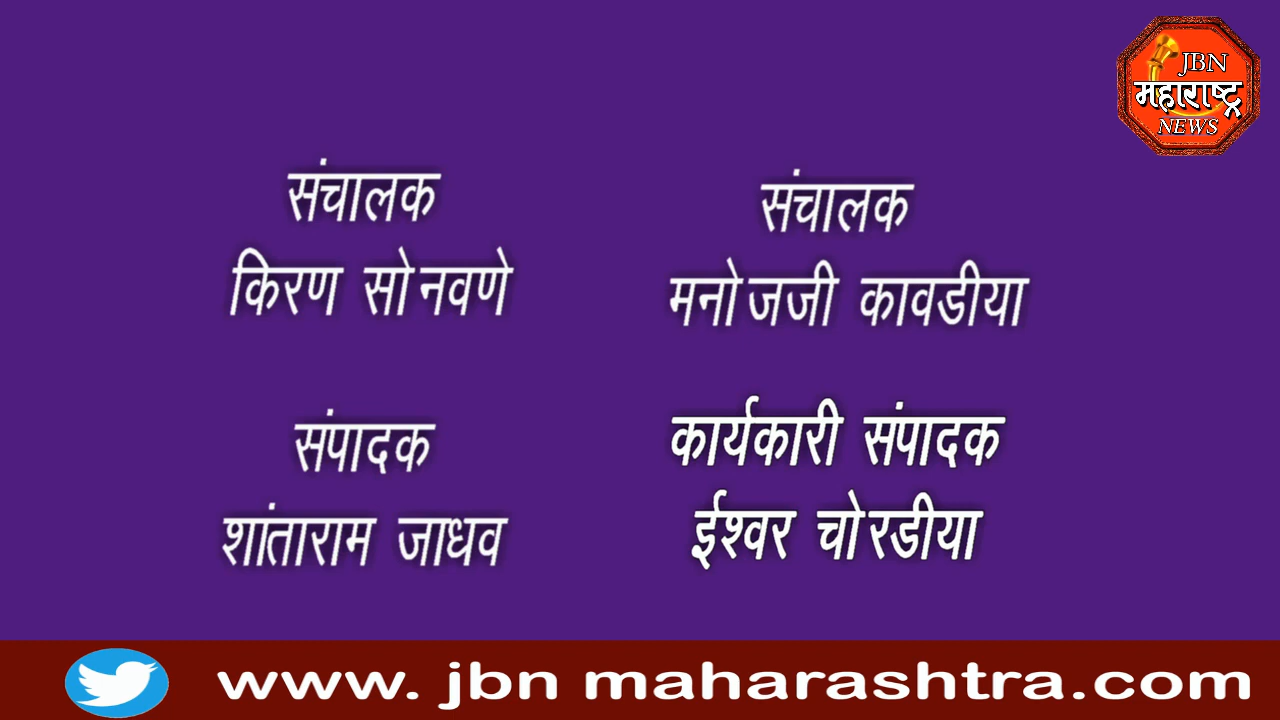 JBN
महाराष्ट्र
NEWS
संचालक
किरण सोनवणे
संचालक
मनोजजी कावडीया
संपादक
शांताराम जाधव
कार्यकारी संपादक
ईश्वर चोरडीया
www. jbn maharashtra.com